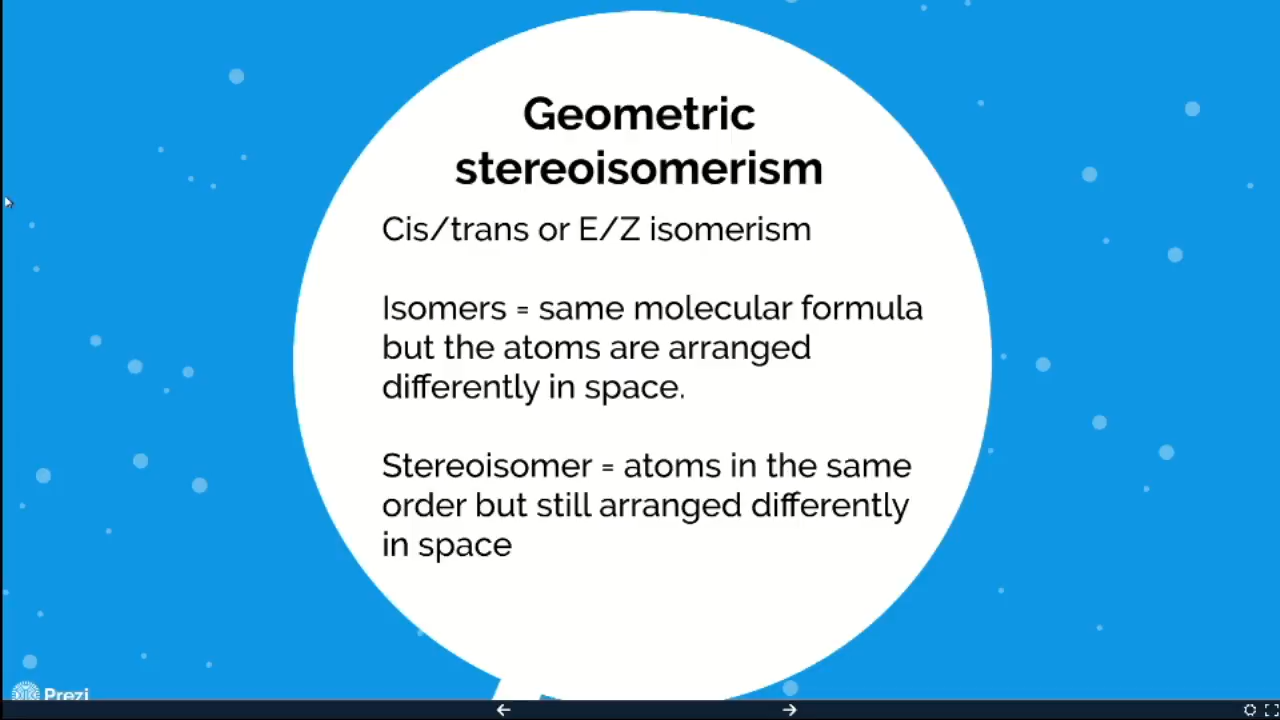 Geometric
stereoisomerism
Cis/trans or E/Z isomerism
Isomers = same molecular formula
but the atoms are arranged
differently in space.
Stereoisomer = atoms in the same
order but still arranged differently
in space
Prezi